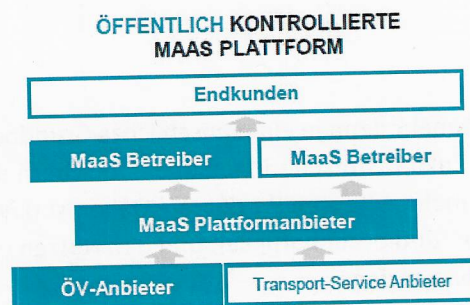 ÖFFENTLICH KONTROLLIERTE
MAAS PLATTFORM
Endkunden
MaaS Betreiber
MaaS Betreiber
MaaS Plattformanbieter
ÖV-Anbieter
Transport-Service Anbieter